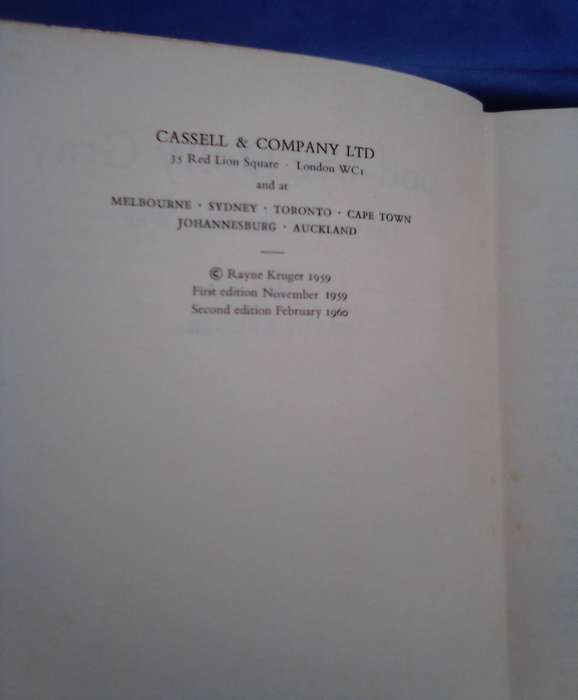 CASSELL & COMPANY LTD
35 Red Lion Square · London WC1
and at
MELBOURNE · SYDNEY · TORONTO · CAPE TOWN
JOHANNESBURG · AUCKLAND
© Rayne Kruger 1959
First edition November 1959
Second edition February 1960